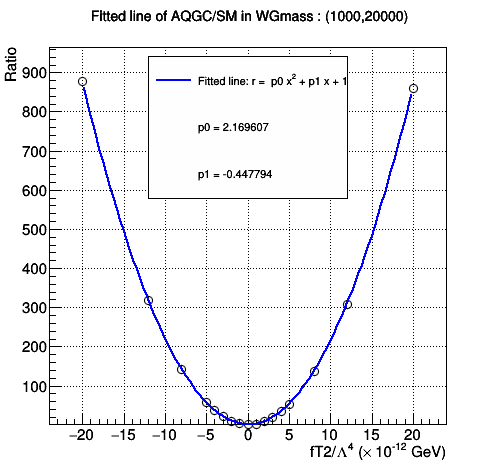 FItted line of AQGC/SM in WGmass : (1000,20000)
Ratio
900
800
700
600
500
400
300
200
100
Fitted line: r = p0 x² + p1 x + 1
p0 = 2.169607
p1 = -0.447794
−20 −15 −10 −5 0 5 10 15 20
fT2/Λ⁴ (× 10⁻¹² GeV)